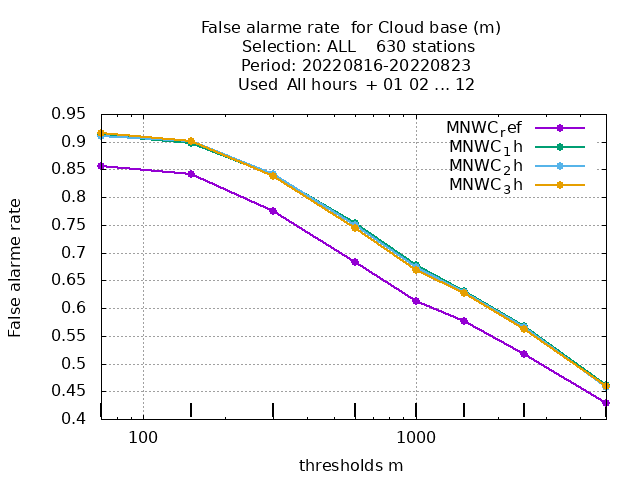 False alarme rate  for Cloud base (m)
Selection: ALL    630 stations
Period: 20220816-20220823
Used  All hours  + 01 02 ... 12
0.95
0.9
0.85
0.8
0.75
0.7
0.65
0.6
0.55
0.5
0.45
0.4
False alarme rate
MNWC_ref
MNWC_1h
MNWC_2h
MNWC_3h
100
1000
thresholds m